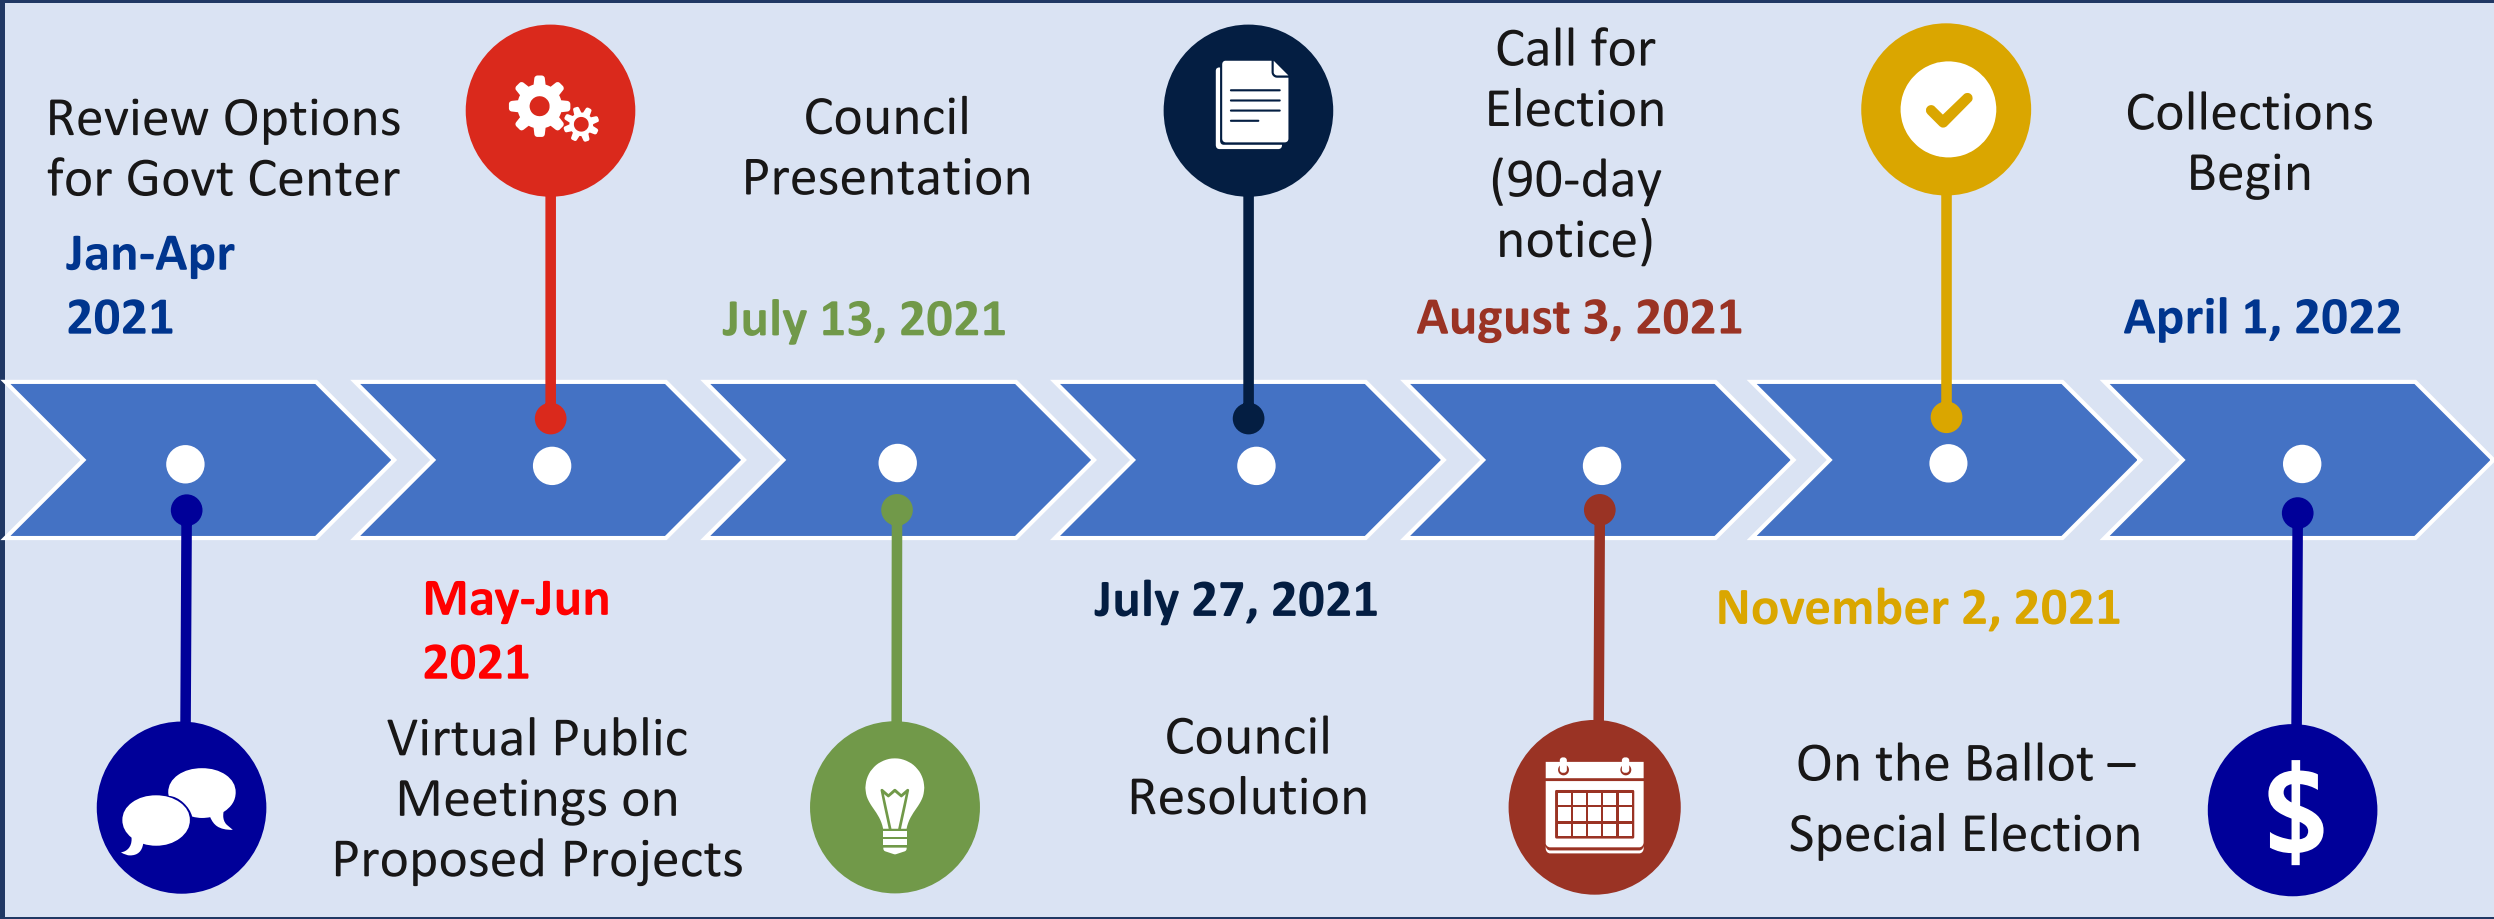 Review Options
for Govt Center
Jan-Apr
2021
May-Jun
2021
Virtual Public
Meetings on
Proposed Projects
Council
Presentation
July 13, 2021
July 27, 2021
Council
Resolution
Call for
Election
(90-day
notice)
August 3, 2021
November 2, 2021
On the Ballot –
Special Election
Collections
Begin
April 1, 2022
$